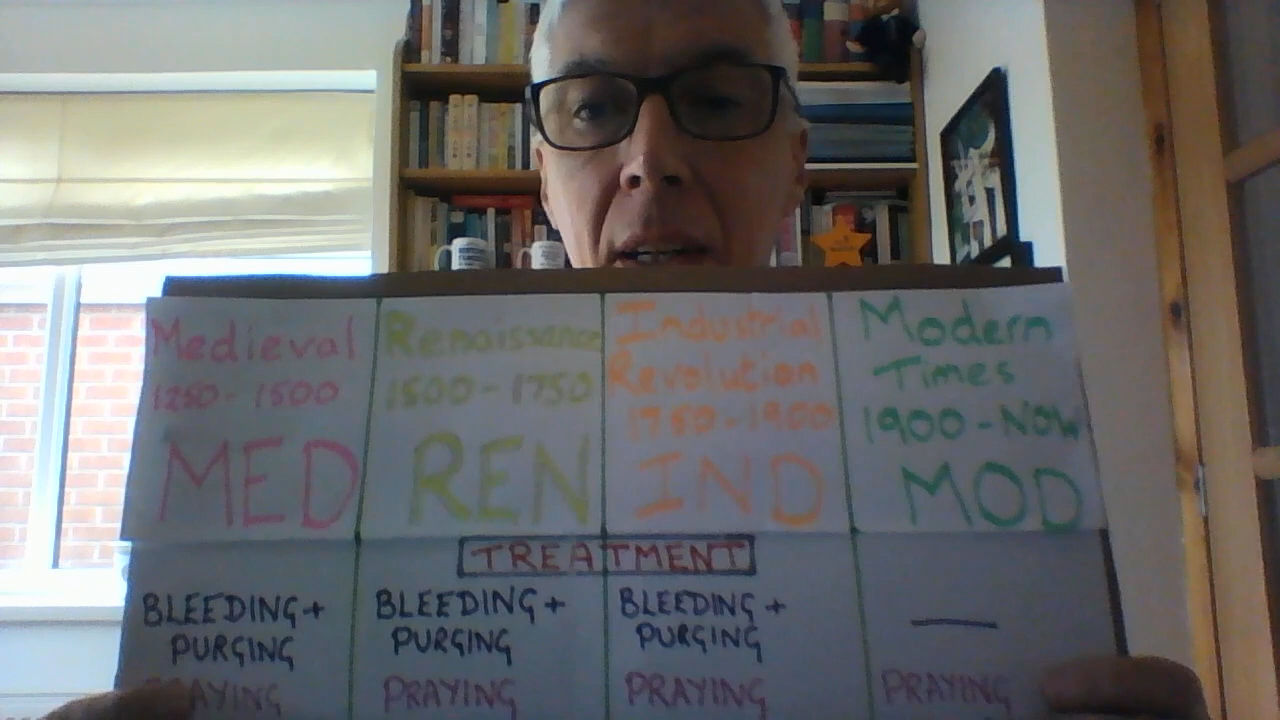 Medieval
1250-1500
MED
Renaissance
1500-1750
REN
Industrial
Revolution
1750-1900
IND
Modern
Times
1900-NOW
MOD
TREATMENT
BLEEDING+
PURGING
PRAYING
BLEEDING+
PURGING
PRAYING
BLEEDING+
PURGING
PRAYING
—
PRAYING